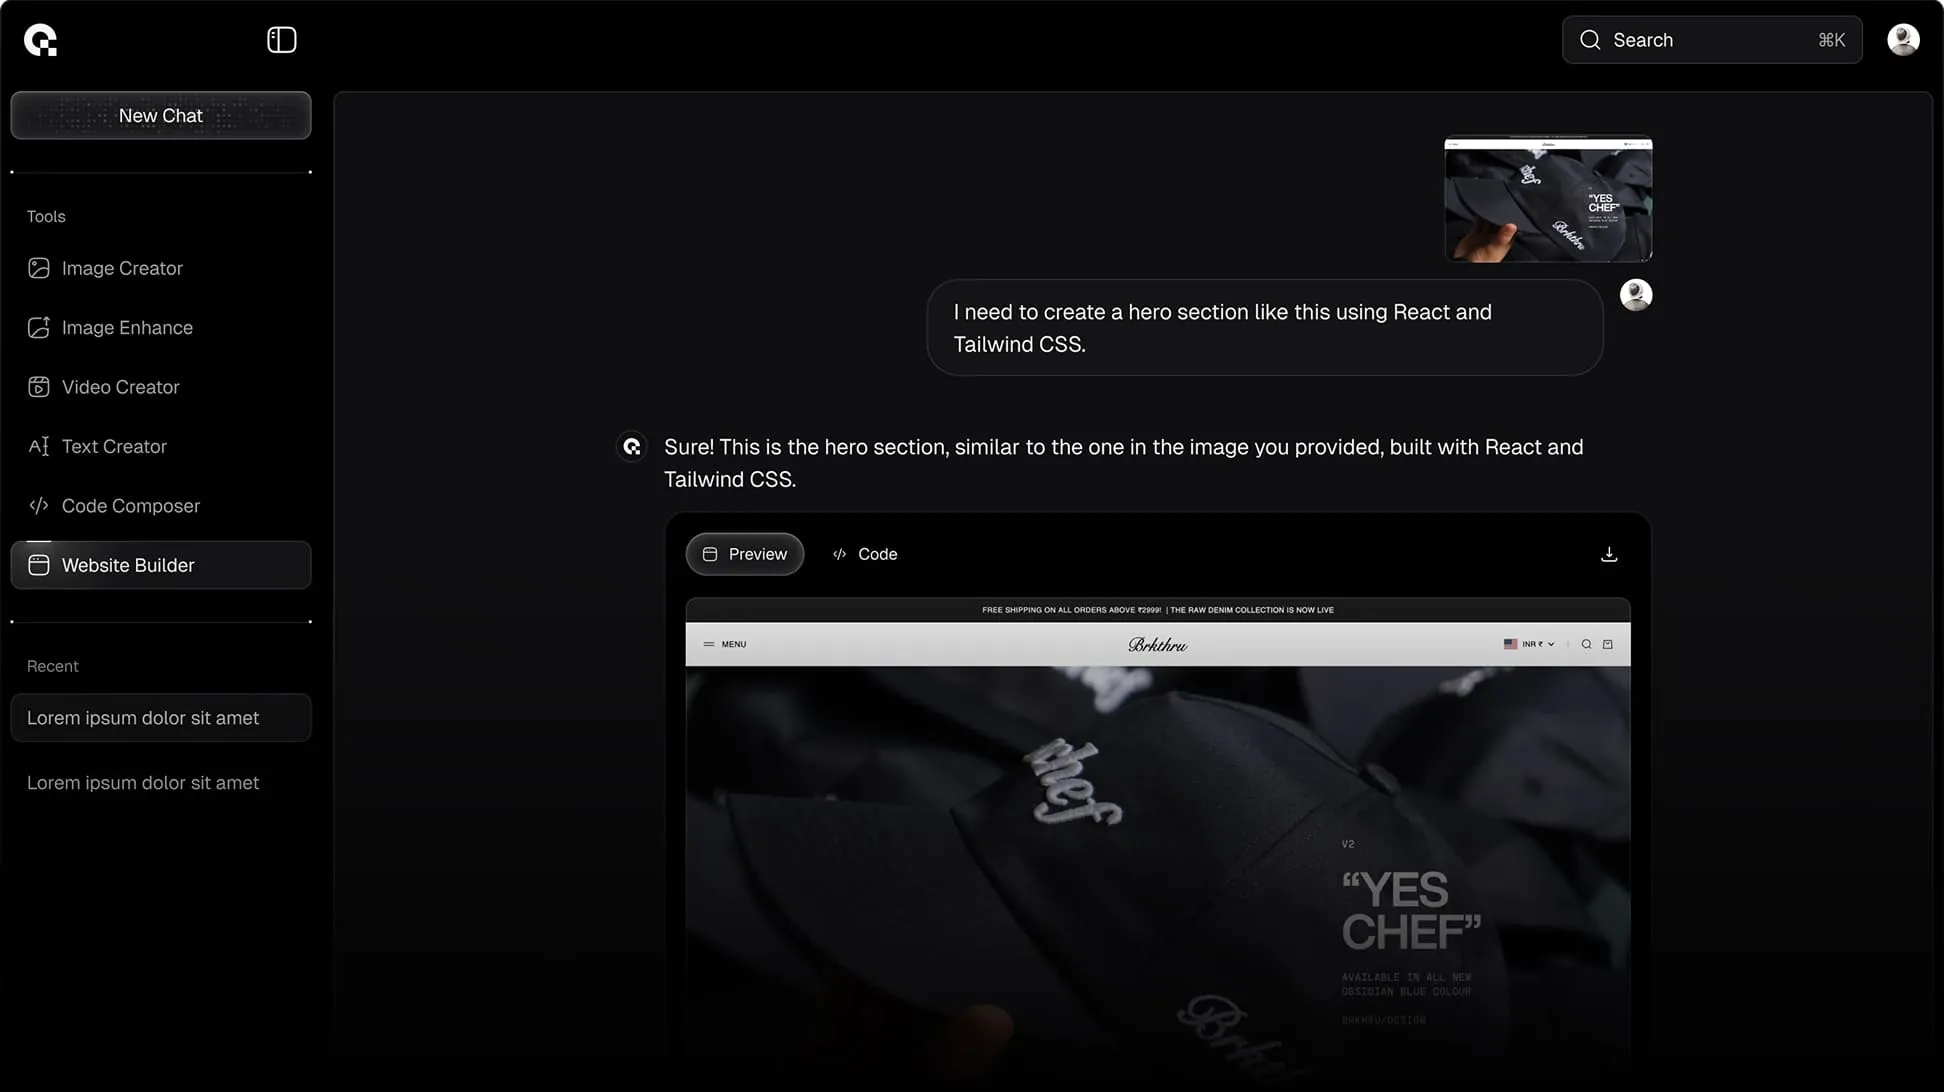 Search
⌘K
New Chat
Tools
Image Creator
Image Enhance
Video Creator
Text Creator
Code Composer
Website Builder
Recent
Lorem ipsum dolor sit amet
Lorem ipsum dolor sit amet
chef
“YES
CHEF”
Brkthru
I need to create a hero section like this using React and
Tailwind CSS.
Sure! This is the hero section, similar to the one in the image you provided, built with React and
Tailwind CSS.
Preview
Code
FREE SHIPPING ON ALL ORDERS ABOVE ₹2999! | THE RAW DENIM COLLECTION IS NOW LIVE
MENU
Brkthru
INR ₹
chef
V2
“YES
CHEF”
AVAILABLE IN ALL NEW
OBSIDIAN BLUE COLOUR
BRKHRU/DESIGN
Brkthru